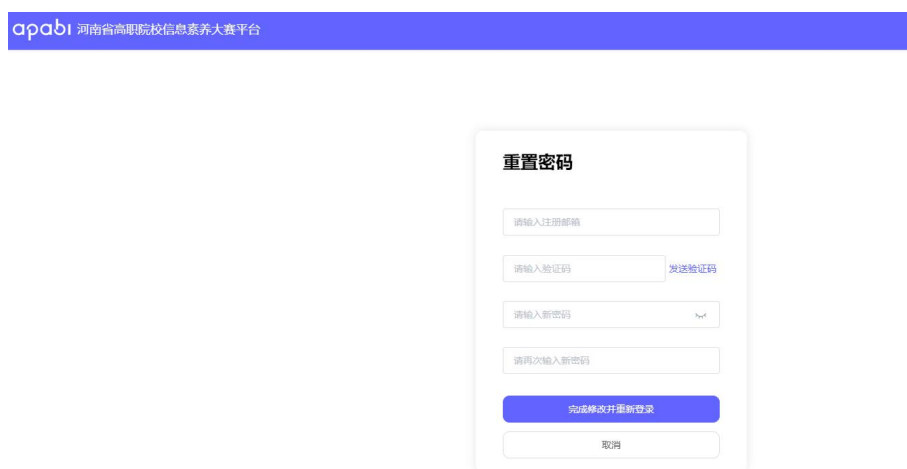 apabi 河南省高职院校信息素养大赛平台
重置密码
请输入注册邮箱
请输入验证码 发送验证码
请输入新密码
请再次输入新密码
完成修改并重新登录
取消